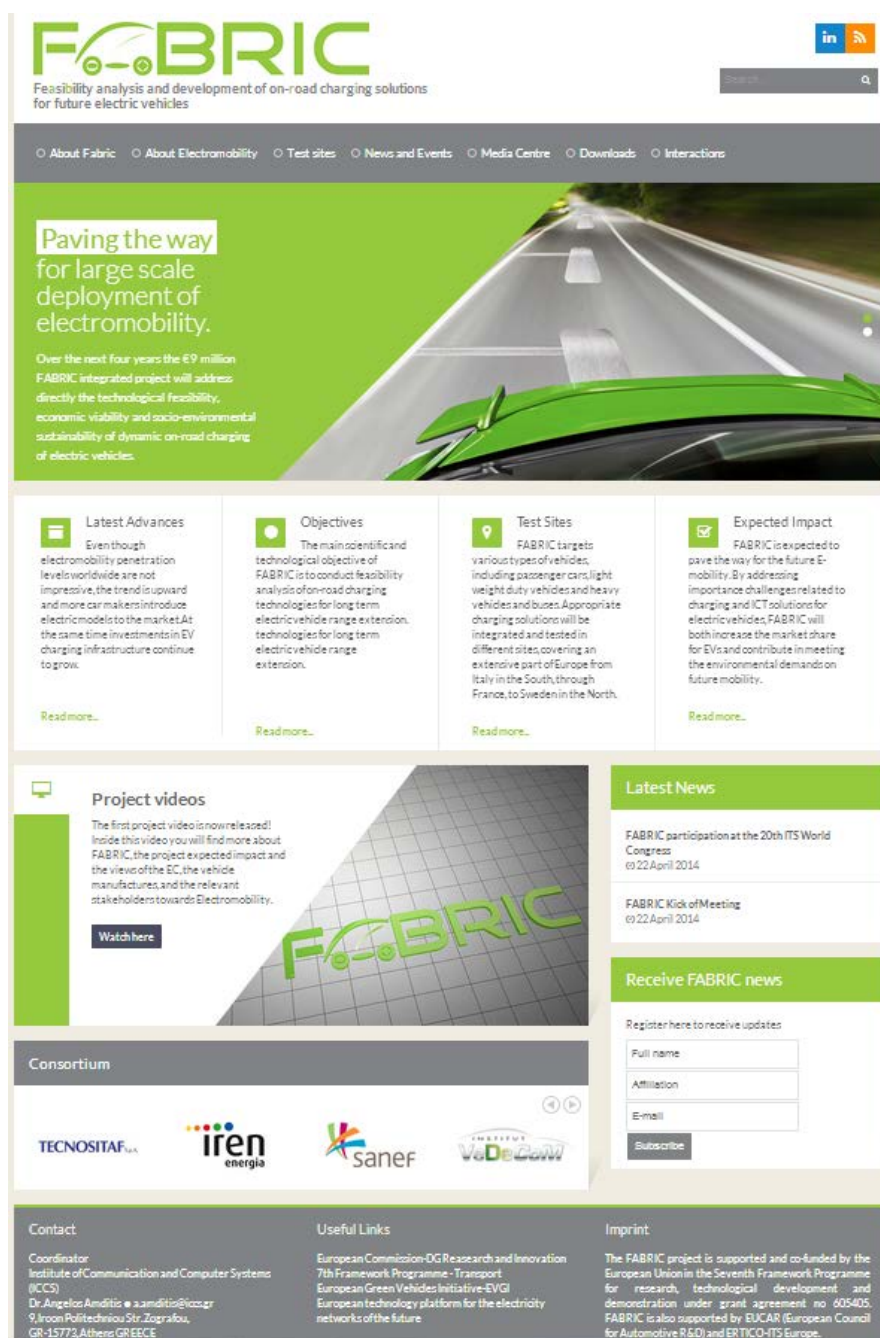 FABRIC
Feasibility analysis and development of on-road charging solutions
for future electric vehicles
in
Search...
About Fabric
About Electromobility
Test sites
News and Events
Media Centre
Downloads
Interactions
Paving the way
for large scale
deployment of
electromobility.
Over the next four years the €9 million
FABRIC integrated project will address
directly the technological feasibility,
economic viability and socio-environmental
sustainability of dynamic on-road charging
of electric vehicles.
Latest Advances
Even though
electromobility penetration
levels worldwide are not
impressive, the trend is upward
and more car makers introduce
electric models to the market. At
the same time investments in EV
charging infrastructure continue
to grow.
Read more...
Objectives
The main scientific and
technological objective of
FABRIC is to conduct feasibility
analysis of on-road charging
technologies for long term
electric vehicle range extension.
technologies for long term
electric vehicle range
extension.
Read more...
Test Sites
FABRIC targets
various types of vehicles,
including passenger cars, light
weight duty vehicles and heavy
vehicles and buses. Appropriate
charging solutions will be
integrated and tested in
different sites, covering an
extensive part of Europe from
Italy in the South, through
France, to Sweden in the North.
Read more...
Expected Impact
FABRIC is expected to
pave the way for the future E-
mobility. By addressing
importance challenges related to
charging and ICT solutions for
electric vehicles, FABRIC will
both increase the market share
for EVs and contribute in meeting
the environmental demands on
future mobility.
Read more...
Project videos
The first project video is now released!
Inside this video you will find more about
FABRIC, the project expected impact and
the views of the EC, the vehicle
manufactures, and the relevant
stakeholders towards Electromobility.
Watch here
FABRIC
Latest News
FABRIC participation at the 20th ITS World
Congress
22 April 2014
FABRIC Kick of Meeting
22 April 2014
Receive FABRIC news
Register here to receive updates
Full name
Affiliation
E-mail
Subscribe
Consortium
TECNOSITAF S.p.A.
iren
energia
sanef
INSTITUT
VeDeCoM
Contact
Coordinator
Institute of Communication and Computer Systems
(ICCS)
Dr. Angelos Amditis • a.amditis@iccs.gr
9, Iroon Politechniou Str. Zografou,
GR-15773, Athens GREECE
Useful Links
European Commission-DG Reasearch and Innovation
7th Framework Programme - Transport
European Green Vehicles Initiative-EVGI
European technology platform for the electricity
networks of the future
Imprint
The FABRIC project is supported and co-funded by the
European Union in the Seventh Framework Programme
for research, technological development and
demonstration under grant agreement no 605405.
FABRIC is also supported by EUCAR (European Council
for Automotive R&D) and ERTICO-ITS Europe.